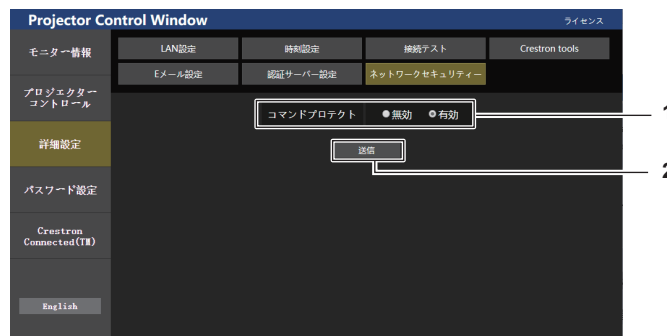 Projector Control Window
ライセンス
モニター情報
LAN設定
時刻設定
接続テスト
Crestron tools
Eメール設定
認証サーバー設定
ネットワークセキュリティー
プロジェクター
コントロール
コマンドプロテクト
無効
有効
1
送信
2
詳細設定
パスワード設定
Crestron
Connected(TM)
English